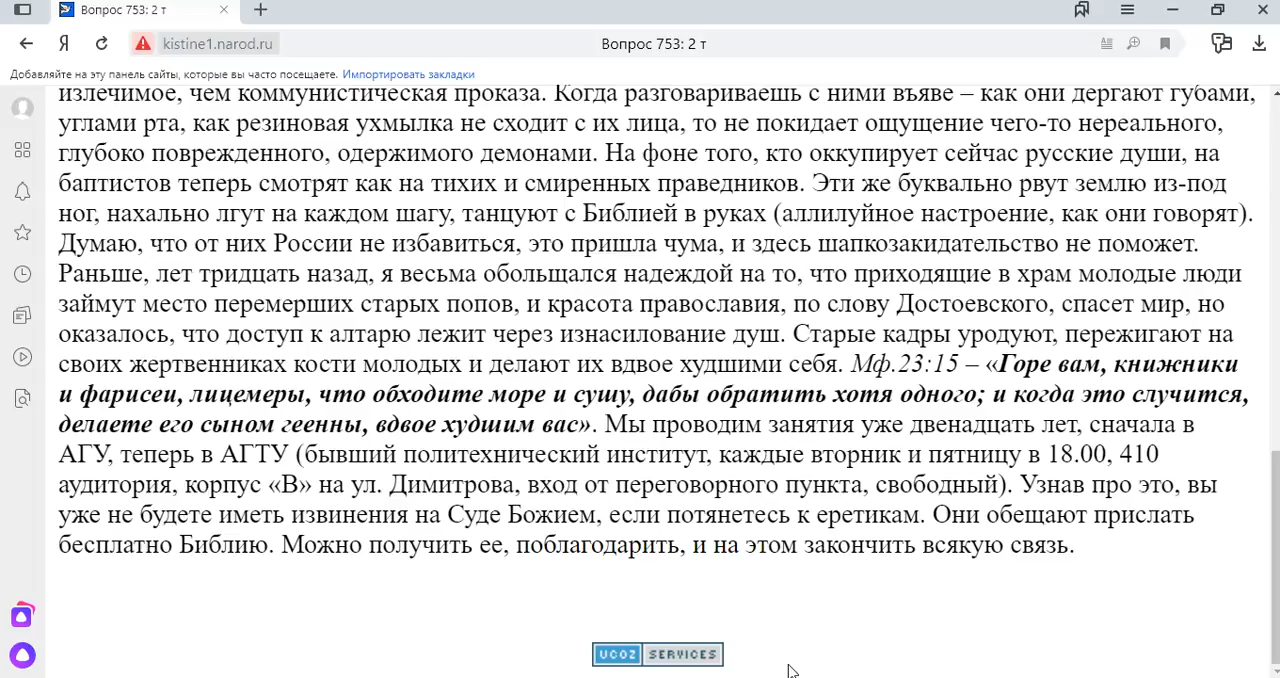 Вопрос 753: 2 т
kistine1.narod.ru
Вопрос 753: 2 т
Добавляйте на эту панель сайты, которые вы часто посещаете. Импортировать закладки
излечимое, чем коммунистическая проказа. Когда разговариваешь с ними въяве – как они дергают губами,
углами рта, как резиновая ухмылка не сходит с их лица, то не покидает ощущение чего-то нереального,
глубоко поврежденного, одержимого демонами. На фоне того, кто оккупирует сейчас русские души, на
баптистов теперь смотрят как на тихих и смиренных праведников. Эти же буквально рвут землю из-под
ног, нахально лгут на каждом шагу, танцуют с Библией в руках (аллилуйное настроение, как они говорят).
Думаю, что от них России не избавиться, это пришла чума, и здесь шапкозакидательство не поможет.
Раньше, лет тридцать назад, я весьма обольщался надеждой на то, что приходящие в храм молодые люди
займут место перемерших старых попов, и красота православия, по слову Достоевского, спасет мир, но
оказалось, что доступ к алтарю лежит через изнасилование душ. Старые кадры уродуют, пережигают на
своих жертвенниках кости молодых и делают их вдвое худшими себя. Мф.23:15 – «Горе вам, книжники
и фарисеи, лицемеры, что обходите море и сушу, дабы обратить хотя одного; и когда это случится,
делаете его сыном геенны, вдвое худшим вас». Мы проводим занятия уже двенадцать лет, сначала в
АГУ, теперь в АГТУ (бывший политехнический институт, каждые вторник и пятницу в 18.00, 410
аудитория, корпус «В» на ул. Димитрова, вход от переговорного пункта, свободный). Узнав про это, вы
уже не будете иметь извинения на Суде Божием, если потянетесь к еретикам. Они обещают прислать
бесплатно Библию. Можно получить ее, поблагодарить, и на этом закончить всякую связь.
UCOZ SERVICES